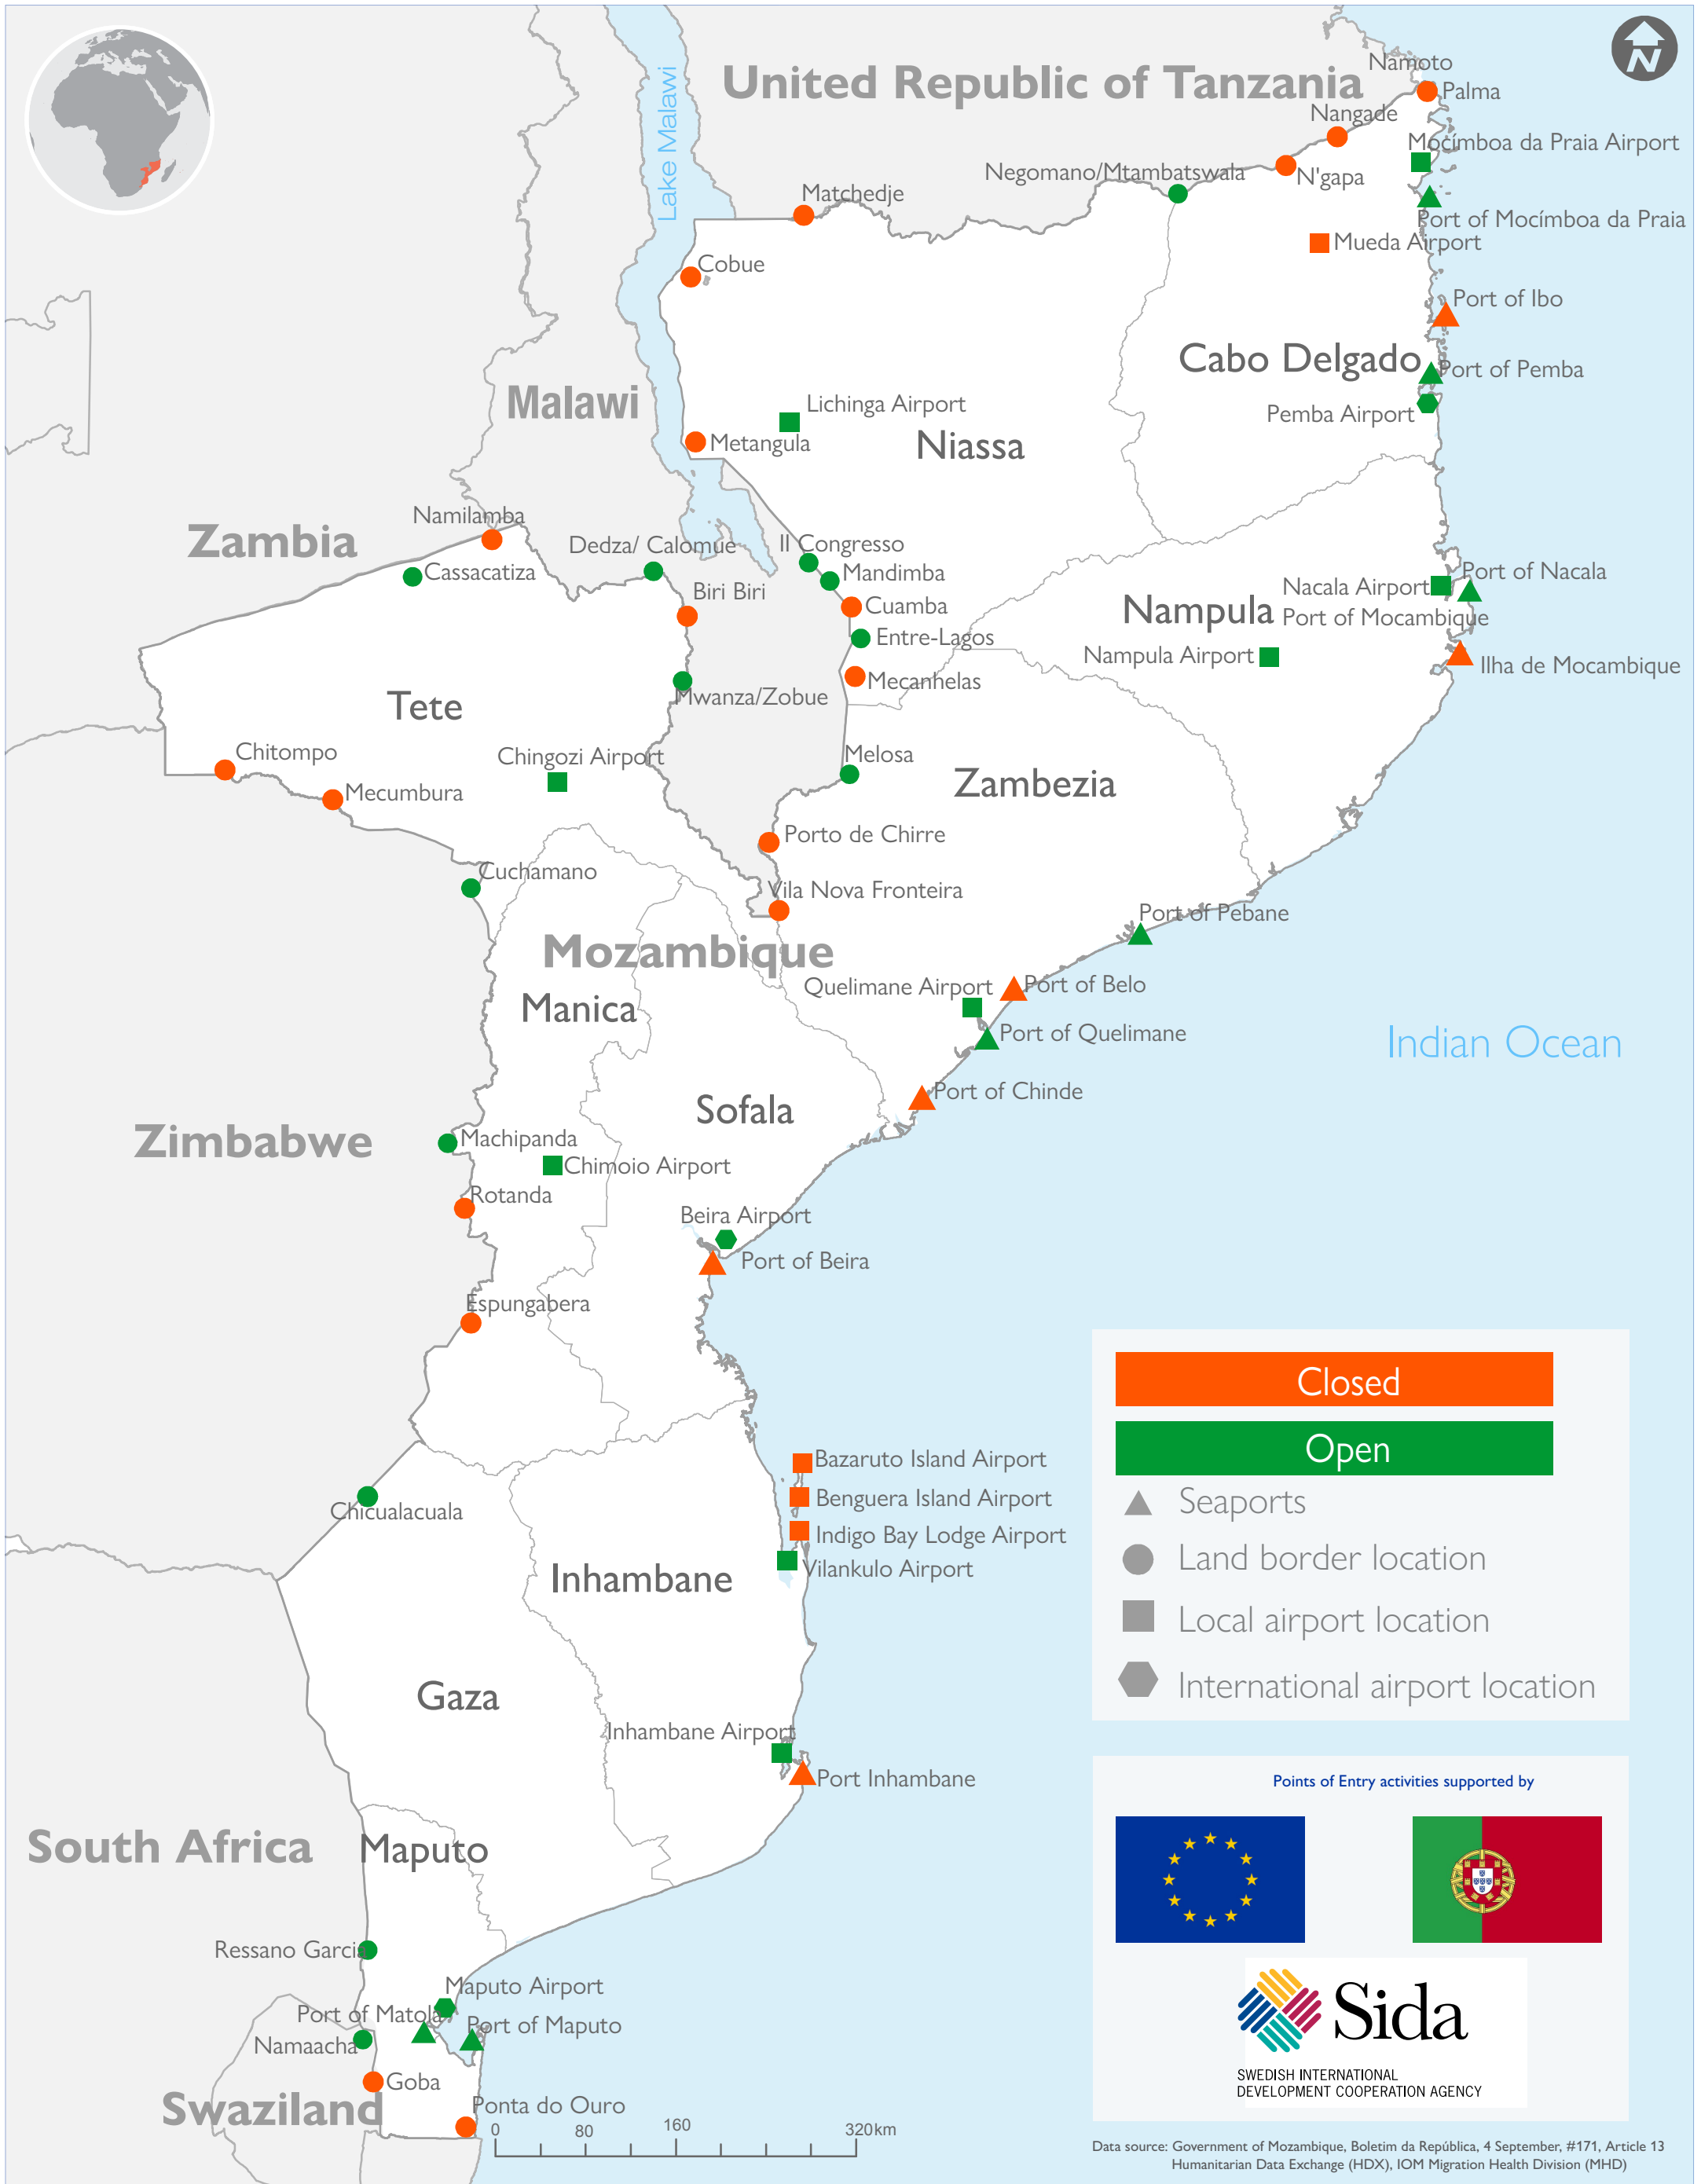 Namoto
United Republic of Tanzania
Palma
Nangade
Mocímboa da Praia Airport
Lake Malawi
Negomano/Mtambatswala
N'gapa
Matchedje
Port of Mocímboa da Praia
Mueda Airport
Cobue
Port of Ibo
Cabo Delgado
Port of Pemba
Malawi
Lichinga Airport
Pemba Airport
Metangula
Niassa
Namilamba
Zambia
Dedza/ Calomue
II Congresso
Cassacatiza
Mandimba
Port of Nacala
Nacala Airport
Biri Biri
Cuamba
Nampula
Port of Mocambique
Entre-Lagos
Nampula Airport
Ilha de Mocambique
Mecanhelas
Mwanza/Zobue
Tete
Chitompo
Chingozi Airport
Melosa
Zambezia
Mecumbura
Porto de Chirre
Cuchamano
Vila Nova Fronteira
Port of Pebane
Mozambique
Quelimane Airport
Port of Belo
Manica
Port of Quelimane
Indian Ocean
Port of Chinde
Sofala
Zimbabwe
Machipanda
Chimoio Airport
Rotanda
Beira Airport
Port of Beira
Espungabera
Closed
Open
Bazaruto Island Airport
Benguera Island Airport
Seaports
Chicualacuala
Indigo Bay Lodge Airport
Land border location
Vilankulo Airport
Inhambane
Local airport location
International airport location
Gaza
Inhambane Airport
Port Inhambane
Points of Entry activities supported by
South Africa
Maputo
Ressano Garcia
Maputo Airport
Port of Matola
Port of Maputo
Namaacha
Sida
Goba
SWEDISH INTERNATIONAL
DEVELOPMENT COOPERATION AGENCY
Swaziland
Ponta do Ouro
0 80 160 320km
Data source: Government of Mozambique, Boletim da República, 4 September, #171, Article 13
Humanitarian Data Exchange (HDX), IOM Migration Health Division (MHD)
N